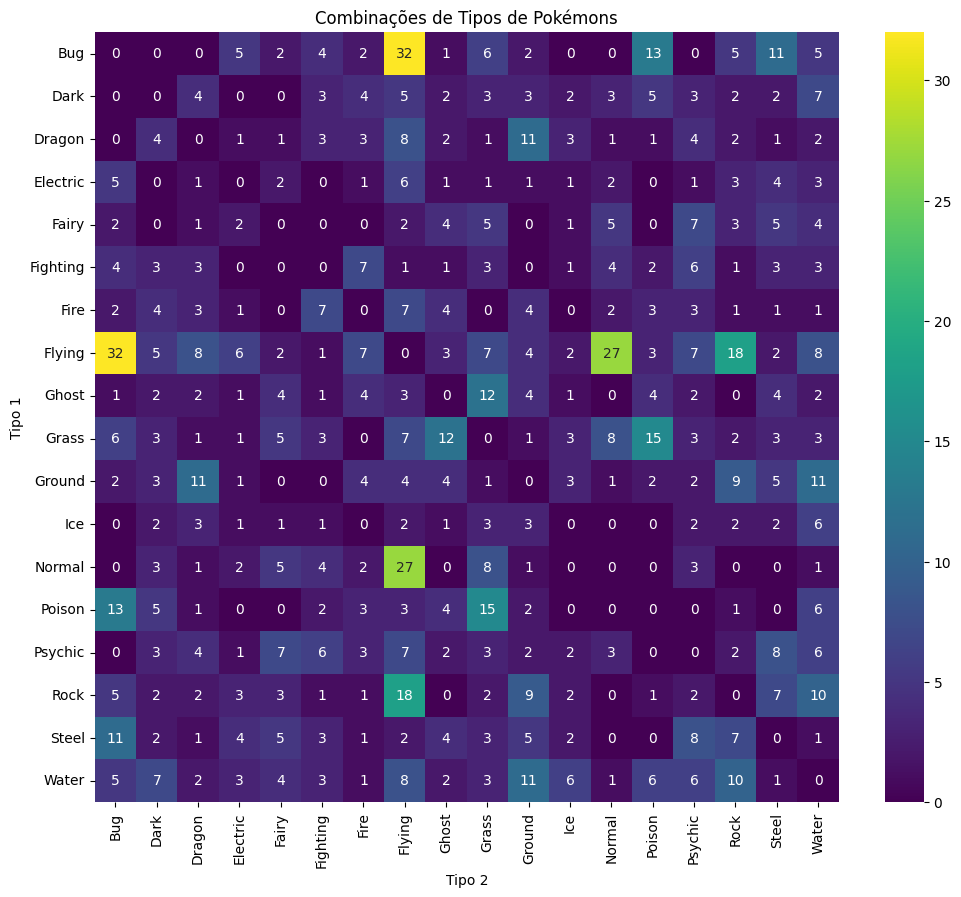 Combinações de Tipos de Pokémons
Bug 0 0 0 5 2 4 2 32 1 6 2 0 0 13 0 5 11 5
Dark 0 0 4 0 0 3 4 5 2 3 3 2 3 5 3 2 2 7
Dragon 0 4 0 1 1 3 3 8 2 1 11 3 1 1 4 2 1 2
Electric 5 0 1 0 2 0 1 6 1 1 1 1 2 0 1 3 4 3
Fairy 2 0 1 2 0 0 0 2 4 5 0 1 5 0 7 3 5 4
Fighting 4 3 3 0 0 0 7 1 1 3 0 1 4 2 6 1 3 3
Fire 2 4 3 1 0 7 0 7 4 0 4 0 2 3 3 1 1 1
Flying 32 5 8 6 2 1 7 0 3 7 4 2 27 3 7 18 2 8
Ghost 1 2 2 1 4 1 4 3 0 12 4 1 0 4 2 0 4 2
Grass 6 3 1 1 5 3 0 7 12 0 1 3 8 15 3 2 3 3
Ground 2 3 11 1 0 0 4 4 4 1 0 3 1 2 2 9 5 11
Ice 0 2 3 1 1 1 0 2 1 3 3 0 0 0 2 2 2 6
Normal 0 3 1 2 5 4 2 27 0 8 1 0 0 0 3 0 0 1
Poison 13 5 1 0 0 2 3 3 4 15 2 0 0 0 0 1 0 6
Psychic 0 3 4 1 7 6 3 7 2 3 2 2 3 0 0 2 8 6
Rock 5 2 2 3 3 1 1 18 0 2 9 2 0 1 2 0 7 10
Steel 11 2 1 4 5 3 1 2 4 3 5 2 0 0 8 7 0 1
Water 5 7 2 3 4 3 1 8 2 3 11 6 1 6 6 10 1 0
Bug Dark Dragon Electric Fairy Fighting Fire Flying Ghost Grass Ground Ice Normal Poison Psychic Rock Steel Water
Tipo 2
Tipo 1
30
25
20
15
10
5
0